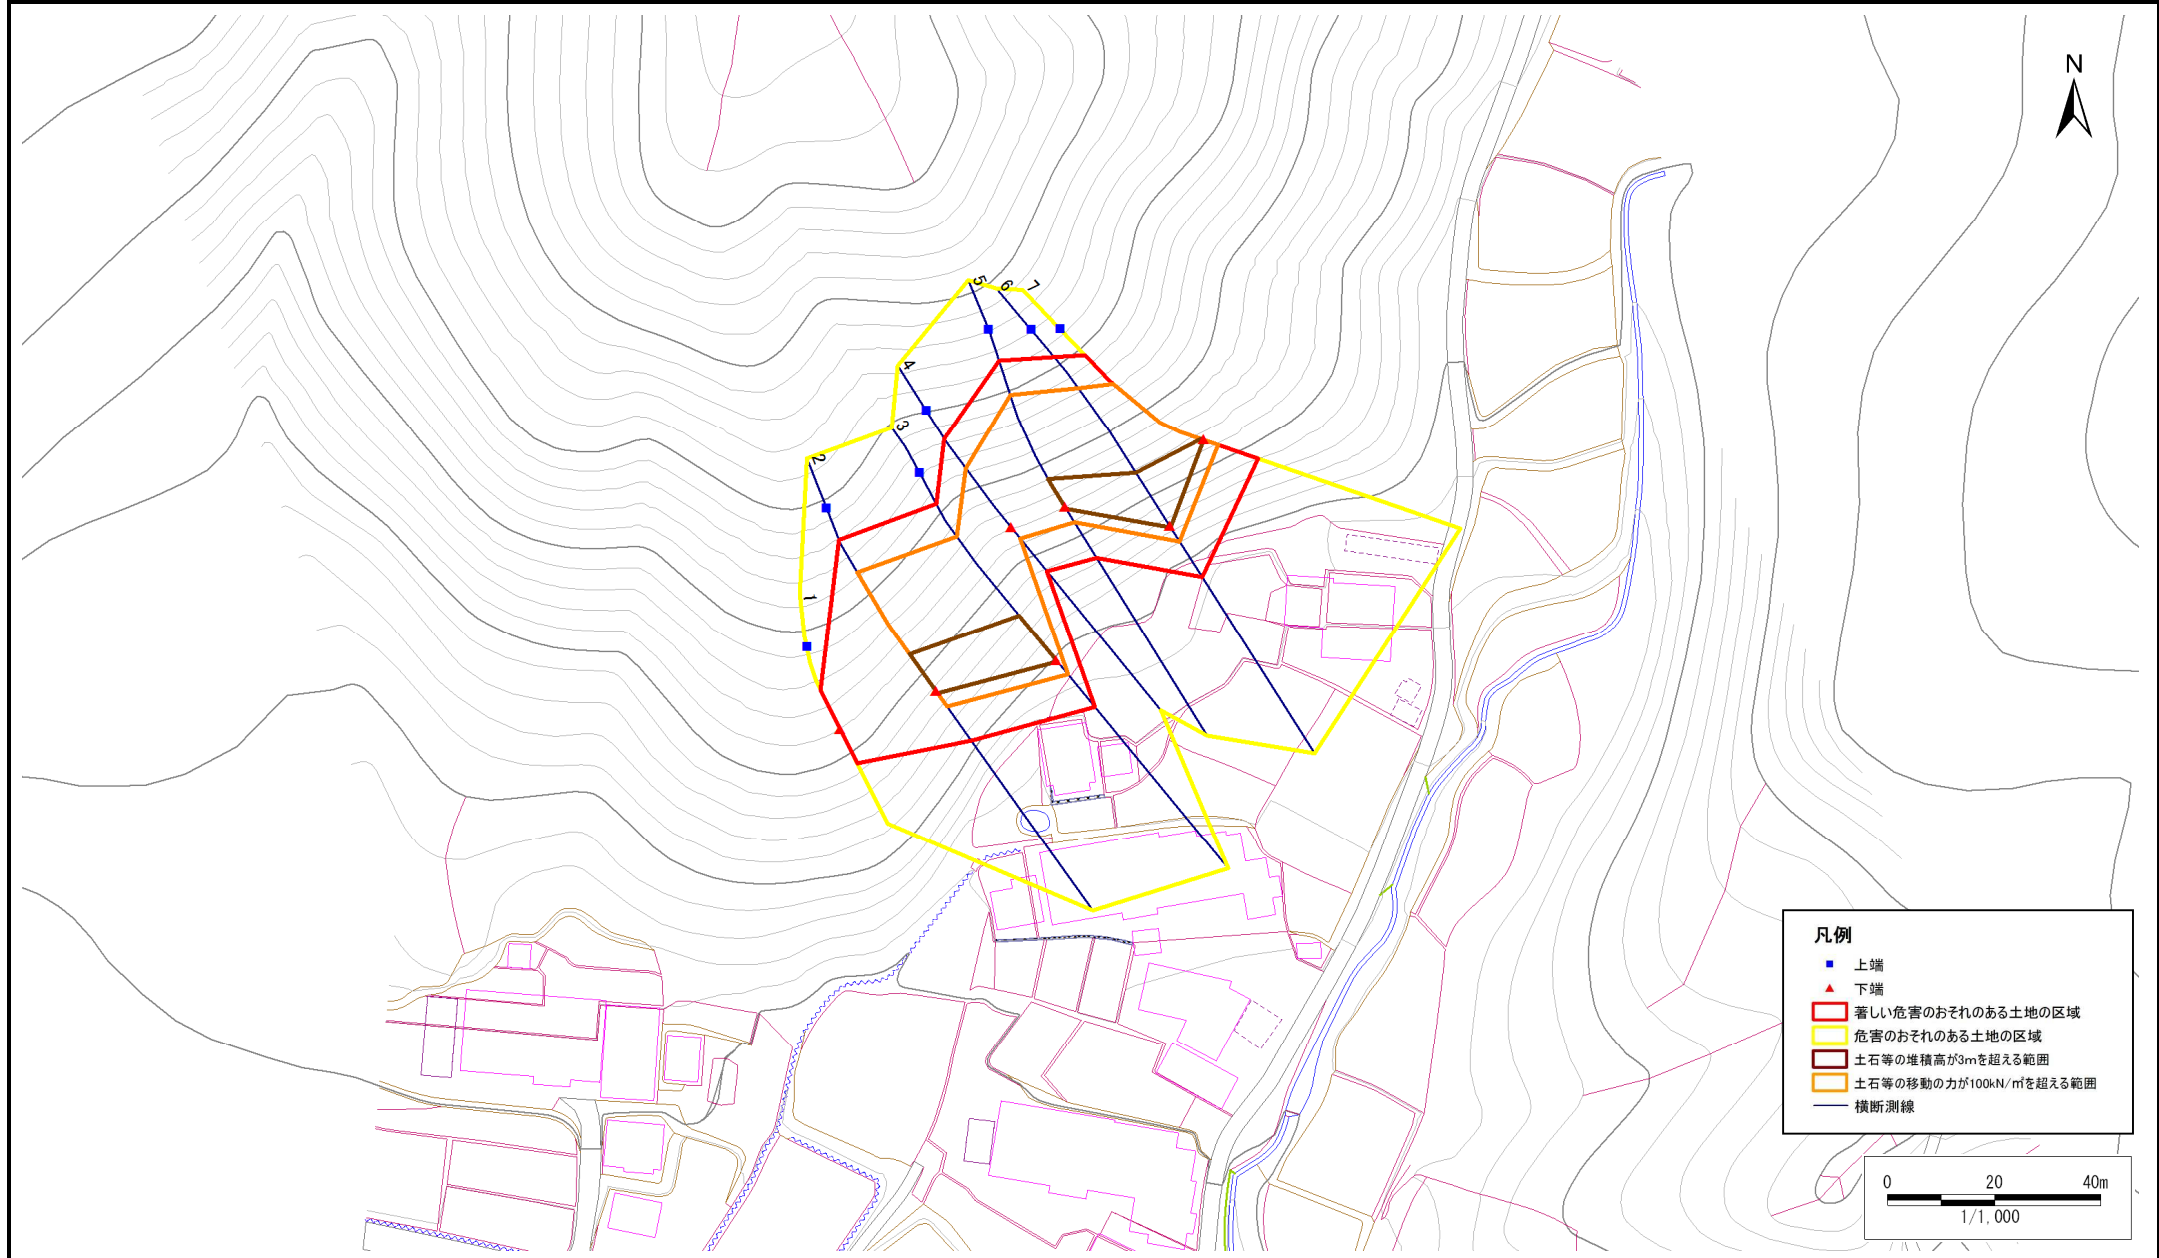 N
5
6
7
4
3
2
1
凡例
上端
下端
著しい危害のおそれのある土地の区域
危害のおそれのある土地の区域
土石等の堆積高が3mを超える範囲
土石等の移動の力が100kN/㎡を超える範囲
横断測線
0 20 40m
1/1,000